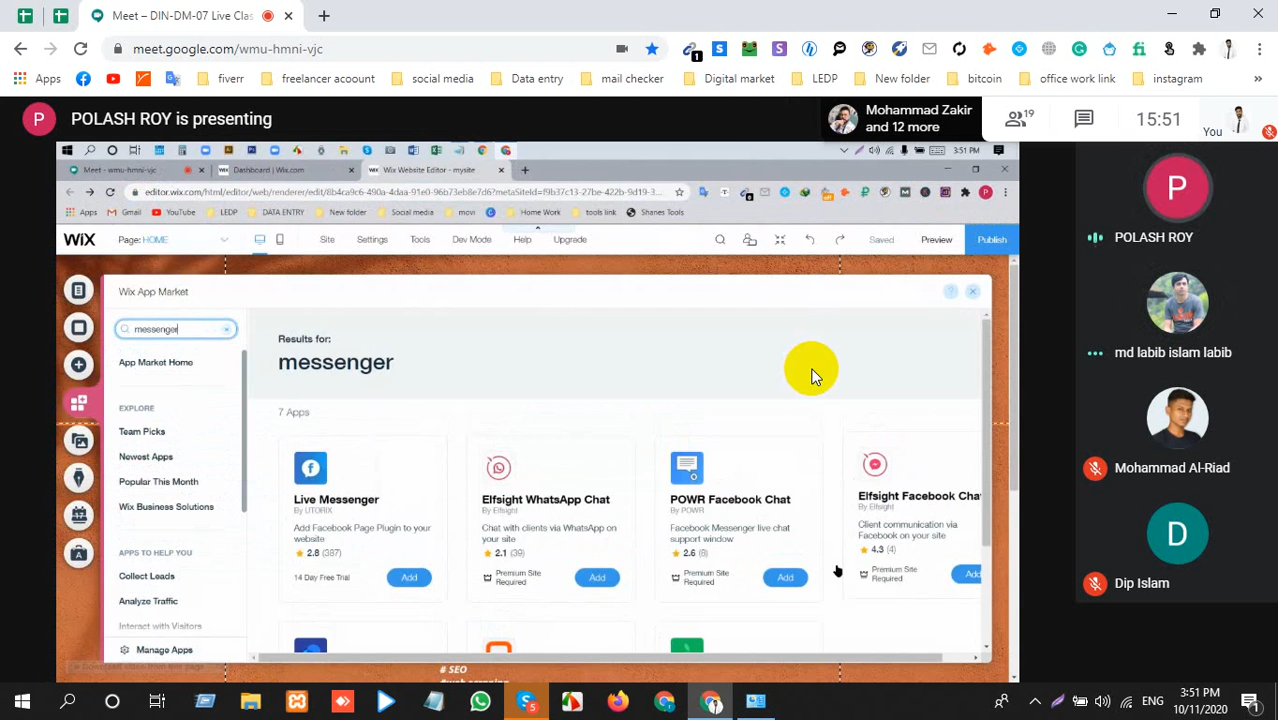 Meet – DIN-DM-07 Live Clas
meet.google.com/wmu-hmni-vjc
1
Apps
fiverr
freelancer acoount
social media
Data entry
mail checker
Digital market
LEDP
New folder
bitcoin
office work link
instagram
»
P
POLASH ROY is presenting
Mohammad Zakir
and 12 more
19
15:51
You
3:51 PM
Meet - wmu-hmni-vjc
Dashboard | Wix.com
Wix Website Editor - mysite
Apps
Gmail
YouTube
LEDP
DATA ENTRY
New folder
Social media
movi
Home Work
tools link
Shanes Tools
WiX
Page: HOME
Site
Settings
Tools
Dev Mode
Help
Upgrade
Saved
Preview
Publish
Wix App Market
?
messenger
App Market Home
EXPLORE
Team Picks
Newest Apps
Popular This Month
Wix Business Solutions
APPS TO HELP YOU
Collect Leads
Analyze Traffic
Interact with Visitors
Manage Apps
Results for:
messenger
7 Apps
Live Messenger
By UTORIX
Add Facebook Page Plugin to your
website
2.8 (387)
14 Day Free Trial
Add
Elfsight WhatsApp Chat
By Elfsight
Chat with clients via WhatsApp on
your site
2.1 (39)
Premium Site
Required
Add
POWR Facebook Chat
By POWR
Facebook Messenger live chat
support window
2.6 (8)
Premium Site
Required
Add
Elfsight Facebook Cha
By Elfsight
Client communication via
Facebook on your site
4.3 (4)
Premium Site
Required
Add
# SEO
P
POLASH ROY
md labib islam labib
Mohammad Al-Riad
D
Dip Islam
5
ENG
3:51 PM
10/11/2020
1